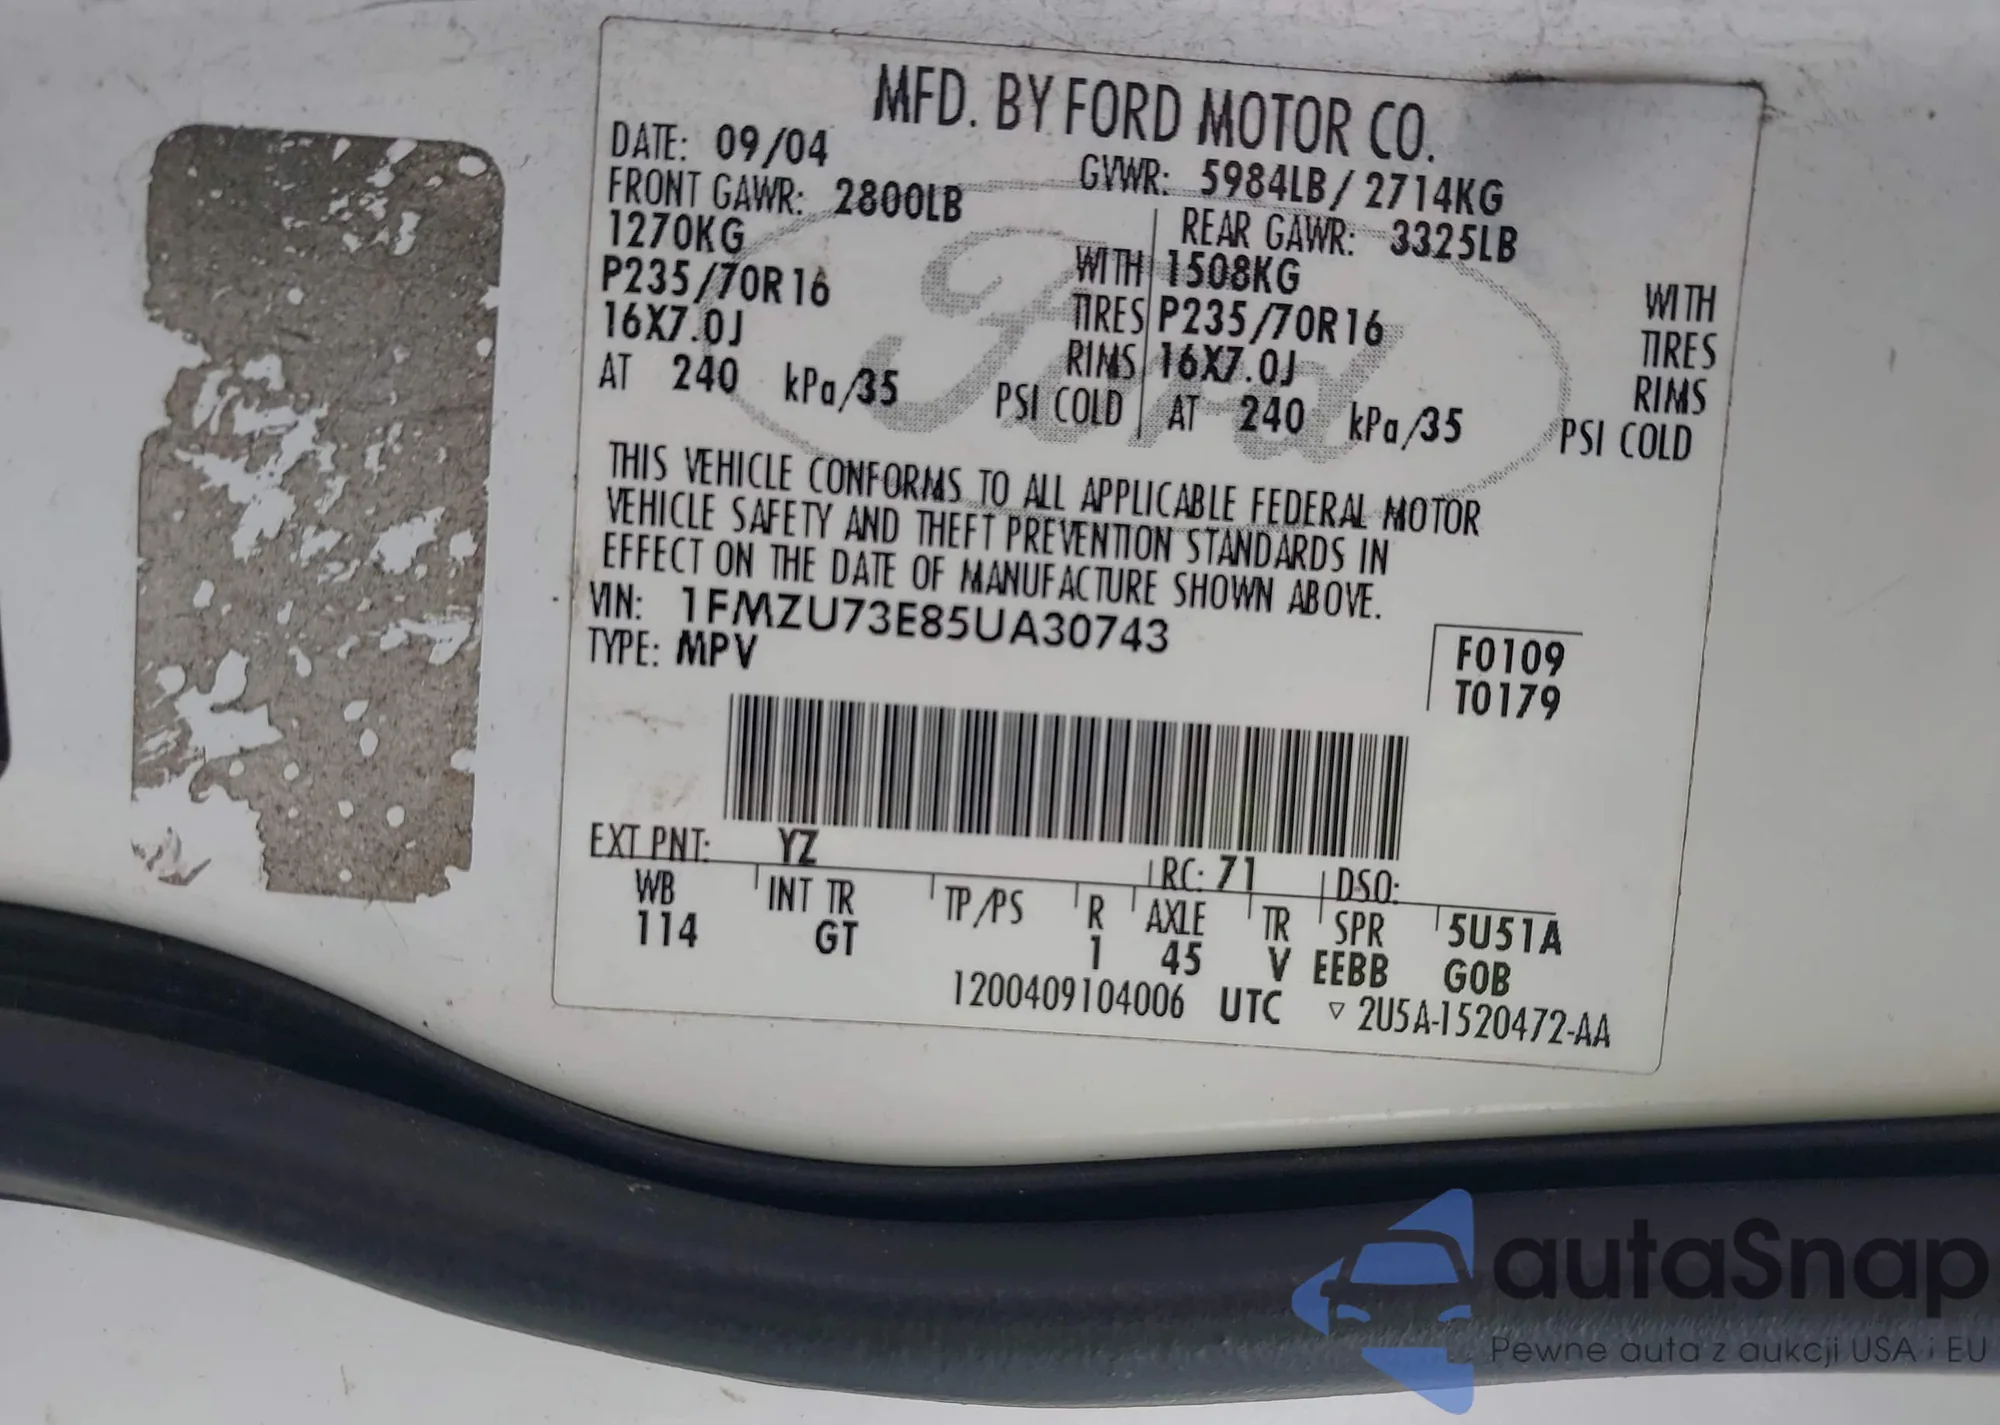 MFD. BY FORD MOTOR CO.
DATE: 09/04 GVWR: 5984LB/2714KG
FRONT GAWR: 2800LB REAR GAWR: 3325LB
1270KG WITH 1508KG WITH
P235/70R16 TIRES P235/70R16 TIRES
16X7.0J RIMS 16X7.0J RIMS
AT 240 kPa/35 PSI COLD AT 240 kPa/35 PSI COLD
Ford
THIS VEHICLE CONFORMS TO ALL APPLICABLE FEDERAL MOTOR
VEHICLE SAFETY AND THEFT PREVENTION STANDARDS IN
EFFECT ON THE DATE OF MANUFACTURE SHOWN ABOVE.
VIN: 1FMZU73E85UA30743
TYPE: MPV
F0109
T0179
EXT PNT: YZ RC: 71 DSO:
WB INT TR TP/PS R AXLE TR SPR 5U51A
114 GT 1 45 V EEBB GOB
1200409104006 UTC ▽ 2U5A-1520472-AA
autaSnap
Pewne auta z aukcji USA i EU